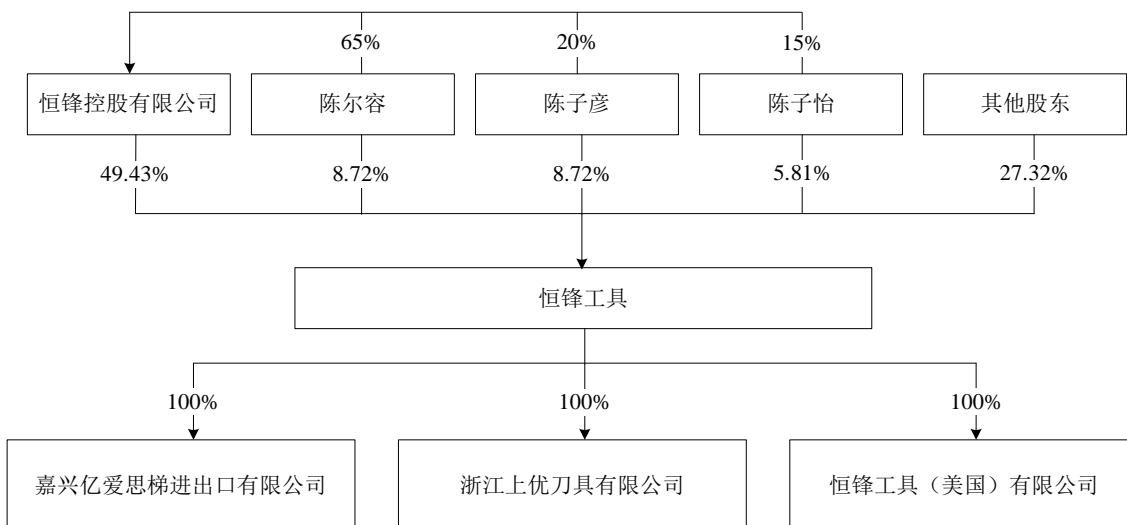 65%
20%
15%
恒锋控股有限公司
陈尔容
陈子彦
陈子怡
其他股东
49.43%
8.72%
8.72%
5.81%
27.32%
恒锋工具
100%
100%
100%
嘉兴亿爱思梯进出口有限公司
浙江上优刀具有限公司
恒锋工具（美国）有限公司